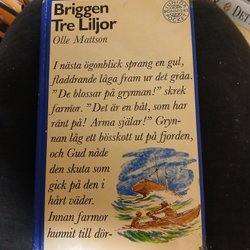 Briggen
Tre Liljor
Olle Mattson
I nästa ögonblick sprang en gul,
fladdrande låga fram ur det gråa.
"De blossar på grynnan!" skrek
farmor. "Det är en båt, som har
ränt på! Arma själar!" Gryn-
nan låg ett bösskott ut på fjorden,
och Gud nåde
den skuta som
gick på den i
hårt väder.
Innan farmor
hunnit till dör-